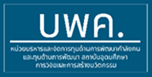 บพค.
หน่วยบริหารและจัดการทุนด้านการพัฒนากำลังคน
และทุนด้านการพัฒนา สถาบันอุดมศึกษา
การวิจัยและการสร้างนวัตกรรม